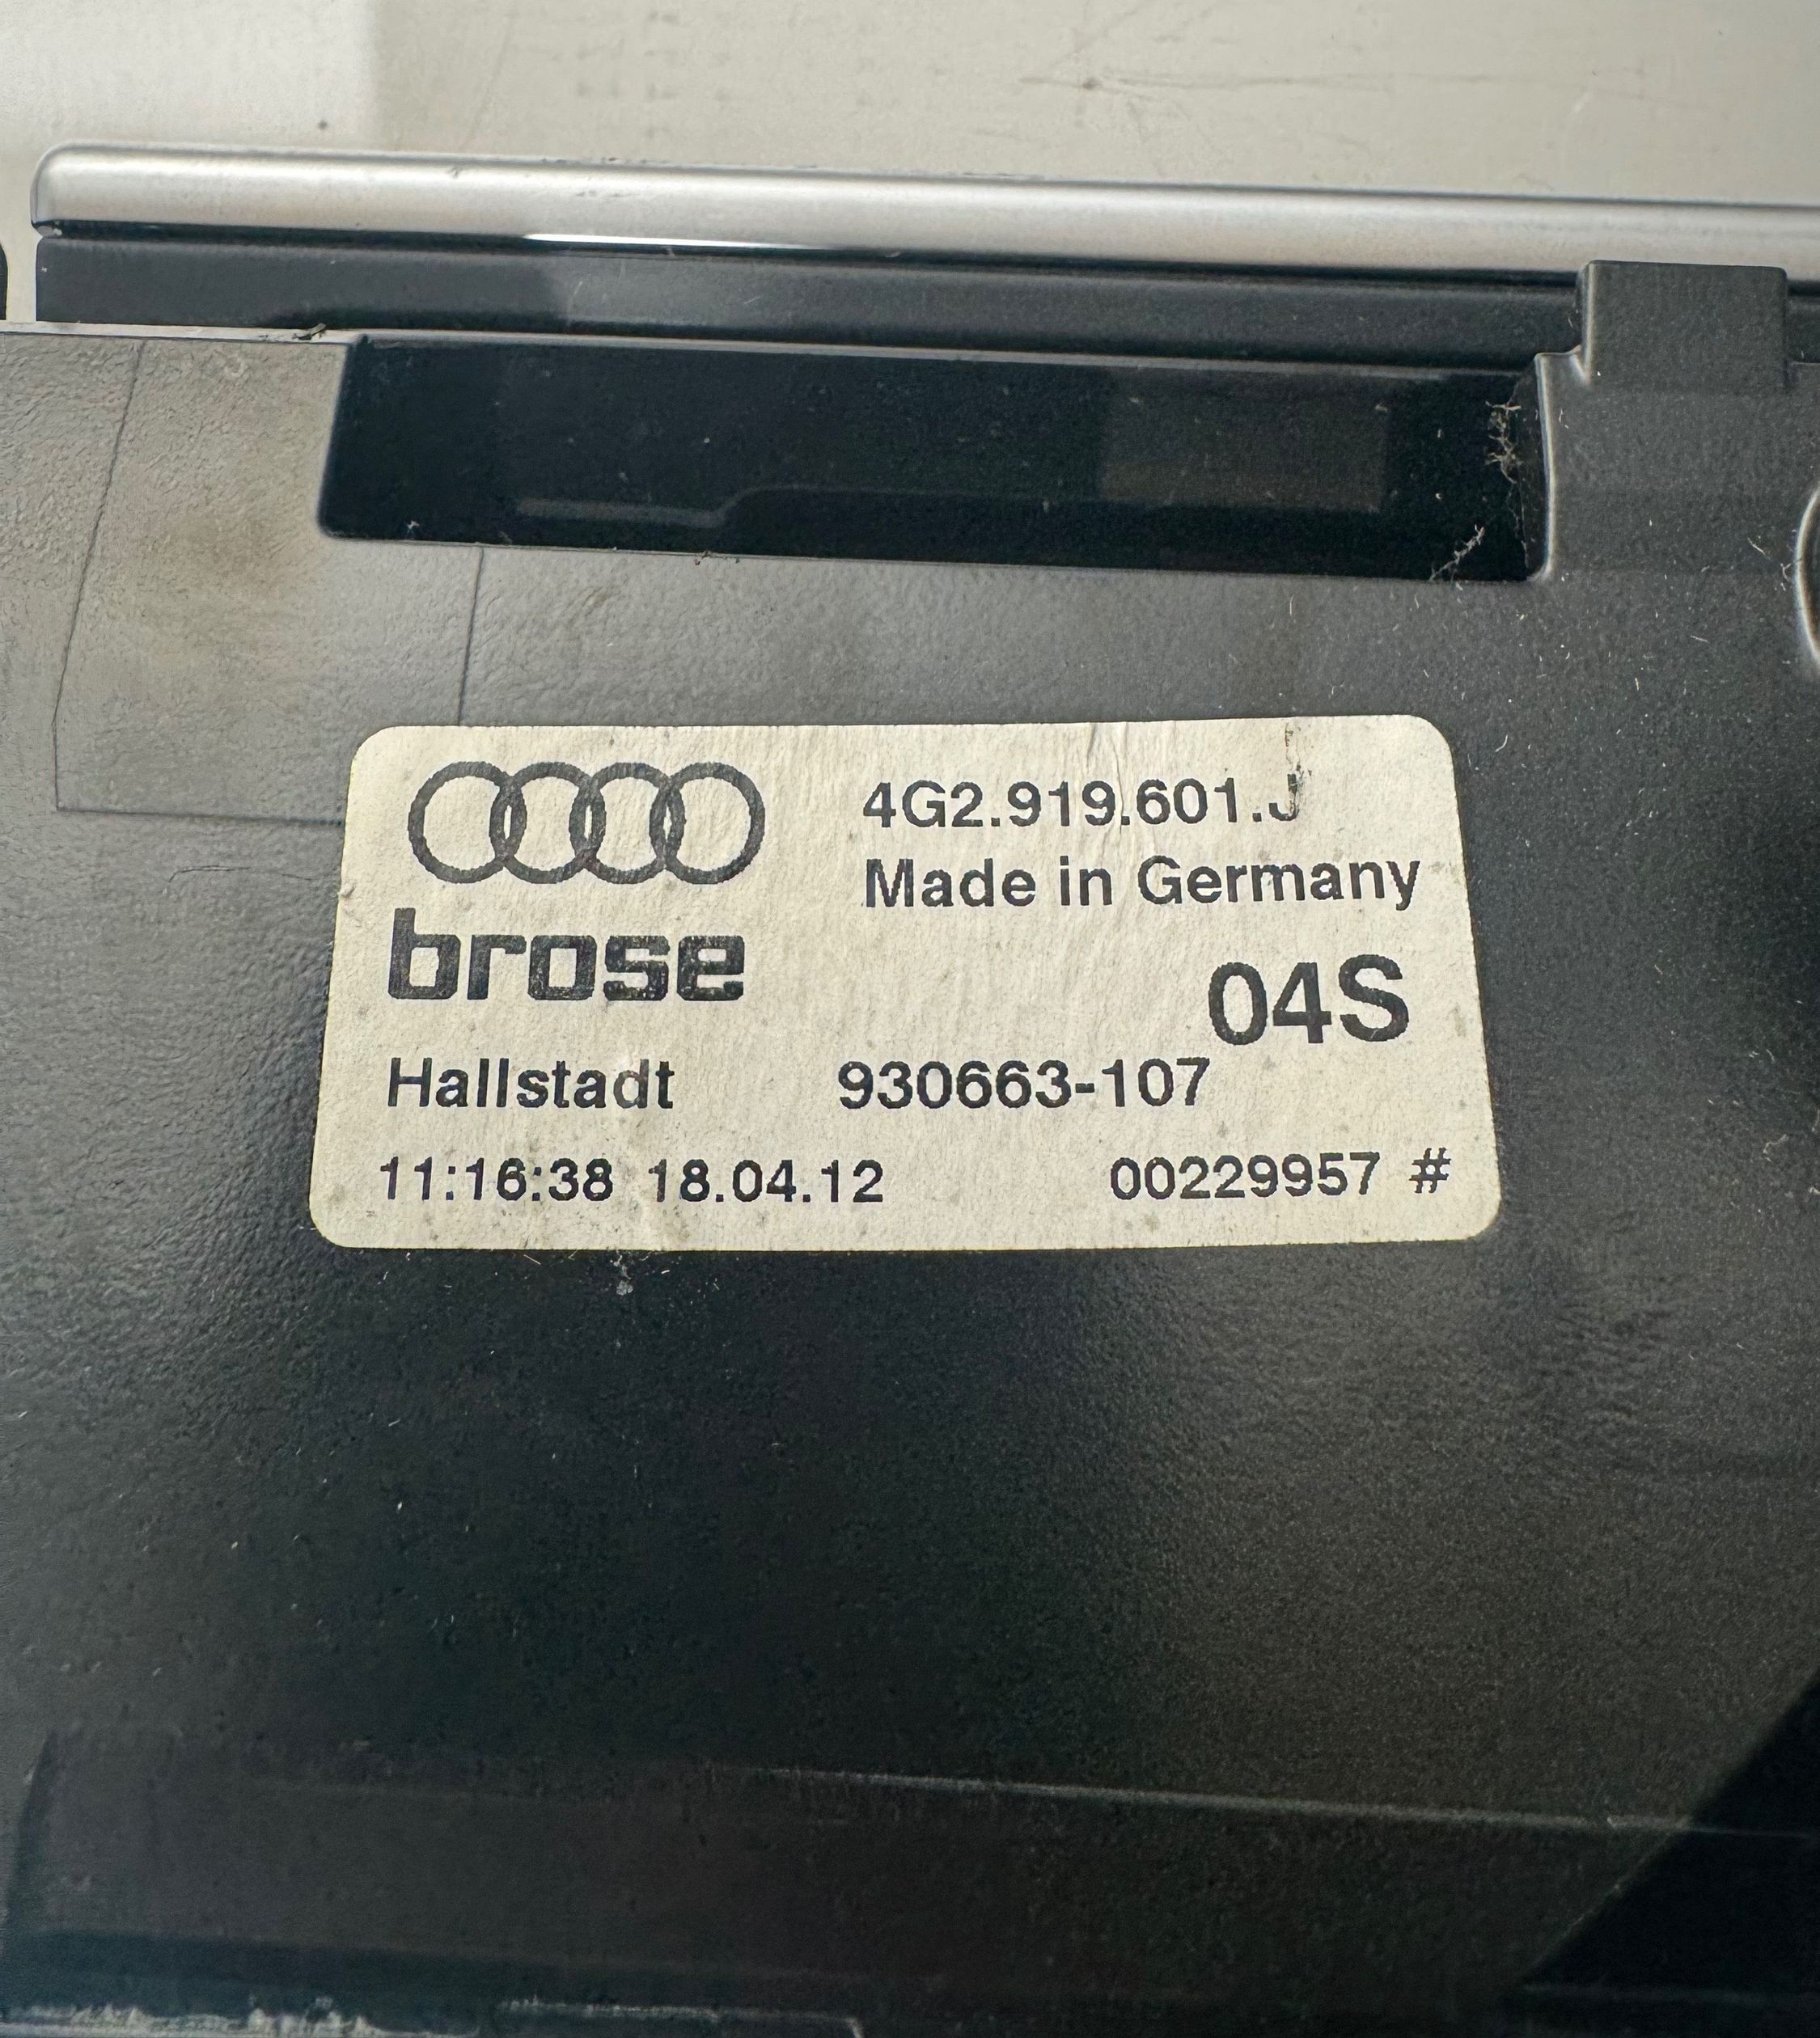 4G2.919.601.J
Made in Germany
brose
04S
Hallstadt 930663-107
11:16:38 18.04.12 00229957 #